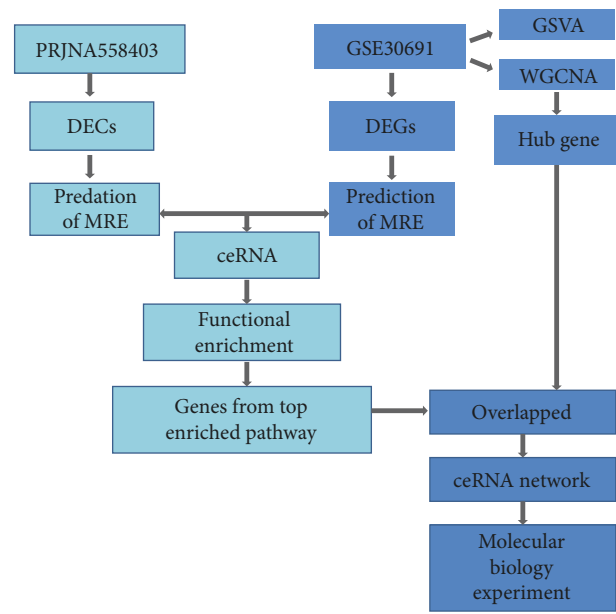 PRJNA558403
GSE30691
GSVA
WGCNA
DECs
DEGs
Hub gene
Predation
of MRE
Prediction
of MRE
ceRNA
Functional
enrichment
Genes from top
enriched pathway
Overlapped
ceRNA network
Molecular
biology
experiment